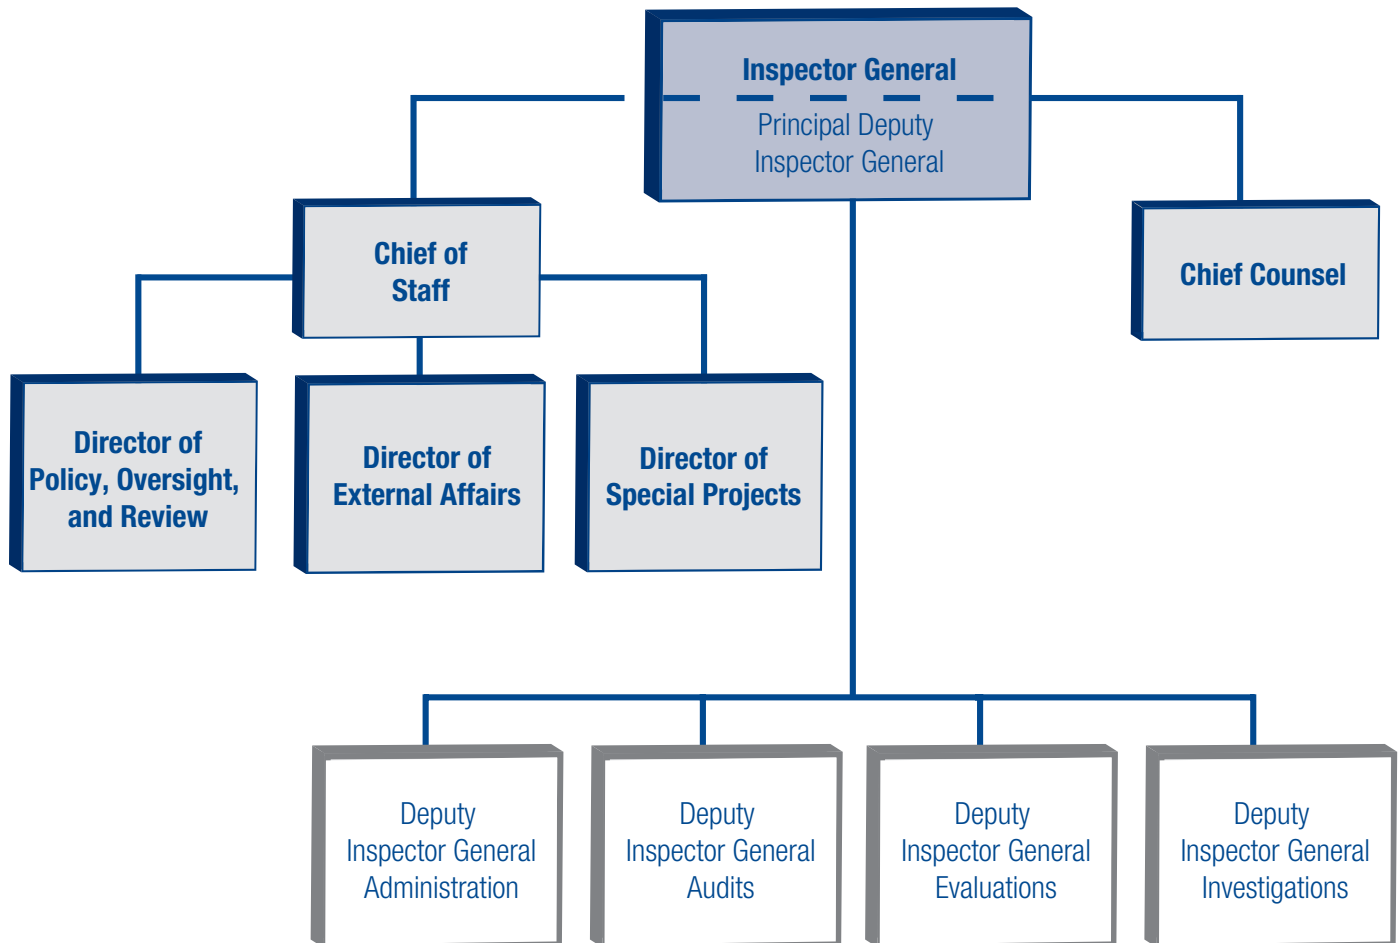 Inspector General
Principal Deputy
Inspector General
Chief of
Staff
Chief Counsel
Director of
Policy, Oversight,
and Review
Director of
External Affairs
Director of
Special Projects
Deputy
Inspector General
Administration
Deputy
Inspector General
Audits
Deputy
Inspector General
Evaluations
Deputy
Inspector General
Investigations